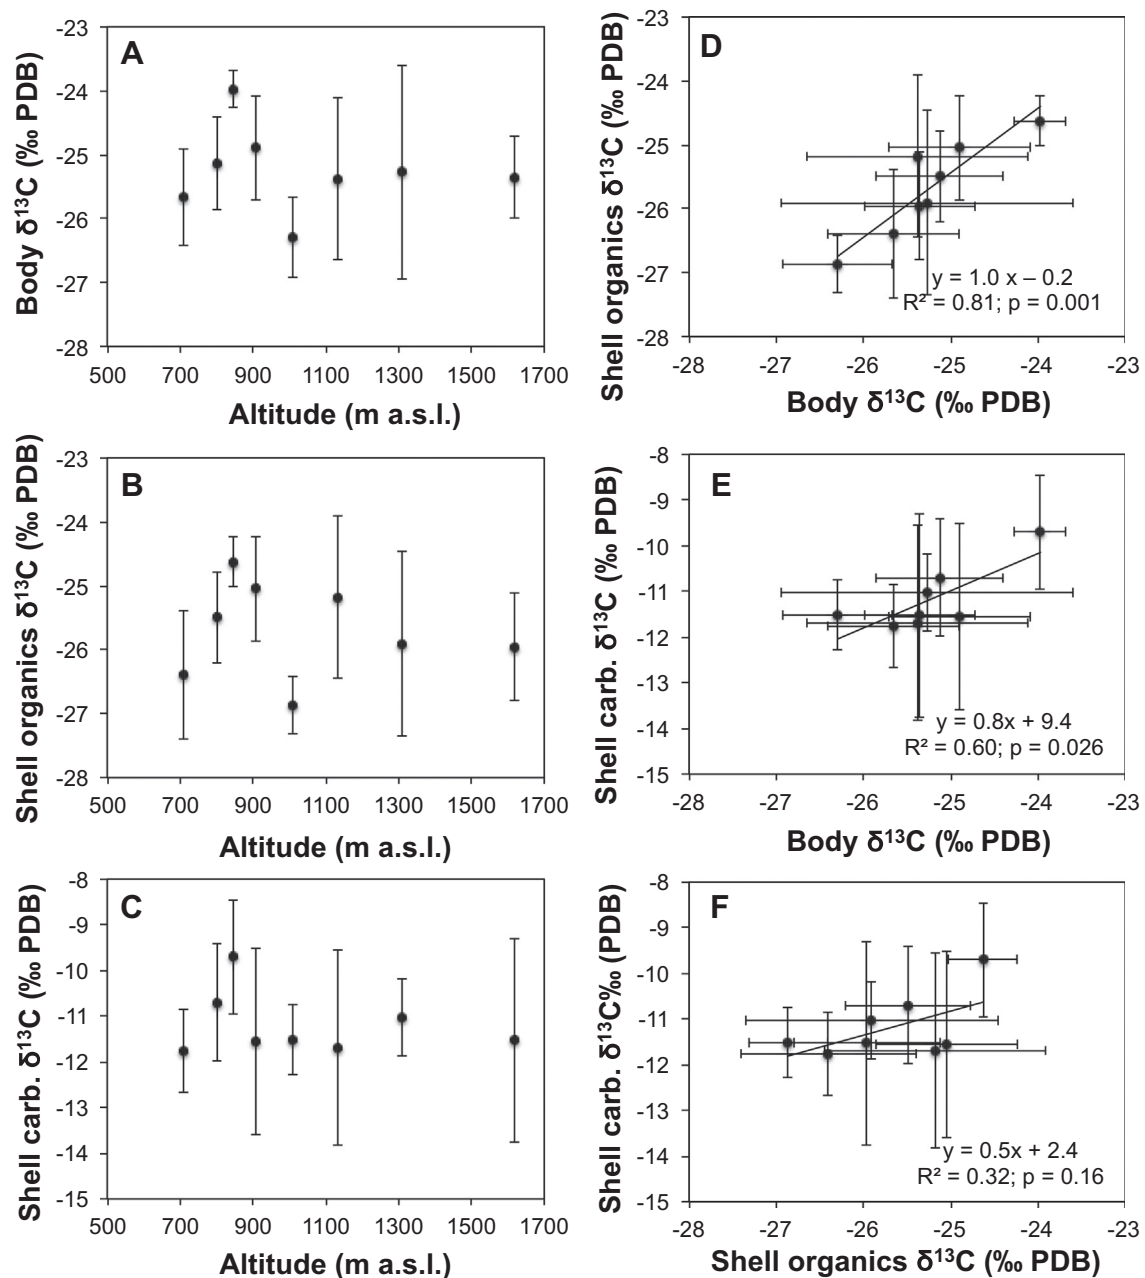 A
Body δ¹³C (‰ PDB)
-23
-24
-25
-26
-27
-28
500 700 900 1100 1300 1500 1700
Altitude (m a.s.l.)
D
Shell organics δ¹³C (‰ PDB)
-23
-24
-25
-26
-27
-28
y = 1.0 x – 0.2
R² = 0.81; p = 0.001
-28 -27 -26 -25 -24 -23
Body δ¹³C (‰ PDB)
B
Shell organics δ¹³C (‰ PDB)
-23
-24
-25
-26
-27
-28
500 700 900 1100 1300 1500 1700
Altitude (m a.s.l.)
E
Shell carb. δ¹³C (‰ PDB)
-8
-9
-10
-11
-12
-13
-14
-15
y = 0.8x + 9.4
R² = 0.60; p = 0.026
-28 -27 -26 -25 -24 -23
Body δ¹³C (‰ PDB)
C
Shell carb. δ¹³C (‰ PDB)
-8
-9
-10
-11
-12
-13
-14
-15
500 700 900 1100 1300 1500 1700
Altitude (m a.s.l.)
F
Shell carb. δ¹³C‰ (PDB)
-8
-9
-10
-11
-12
-13
-14
-15
y = 0.5x + 2.4
R² = 0.32; p = 0.16
-28 -27 -26 -25 -24 -23
Shell organics δ¹³C (‰ PDB)